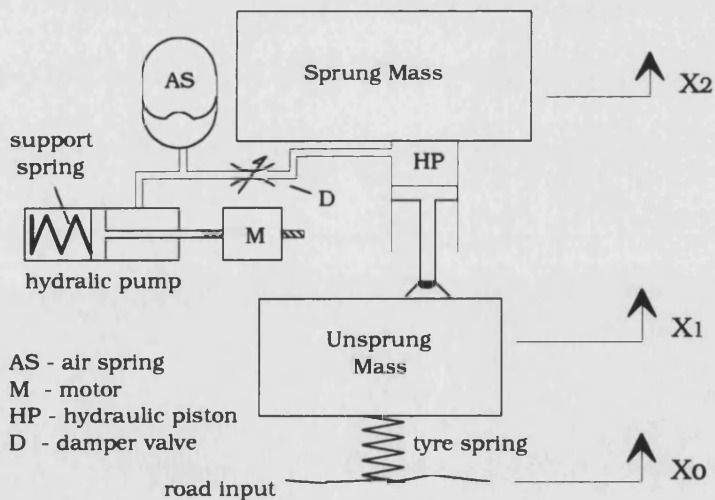 AS
Sprung Mass
X2
support
spring
HP
D
M
hydralic pump
Unsprung
Mass
X1
AS - air spring
M - motor
HP - hydraulic piston
D - damper valve
tyre spring
road input
Xo